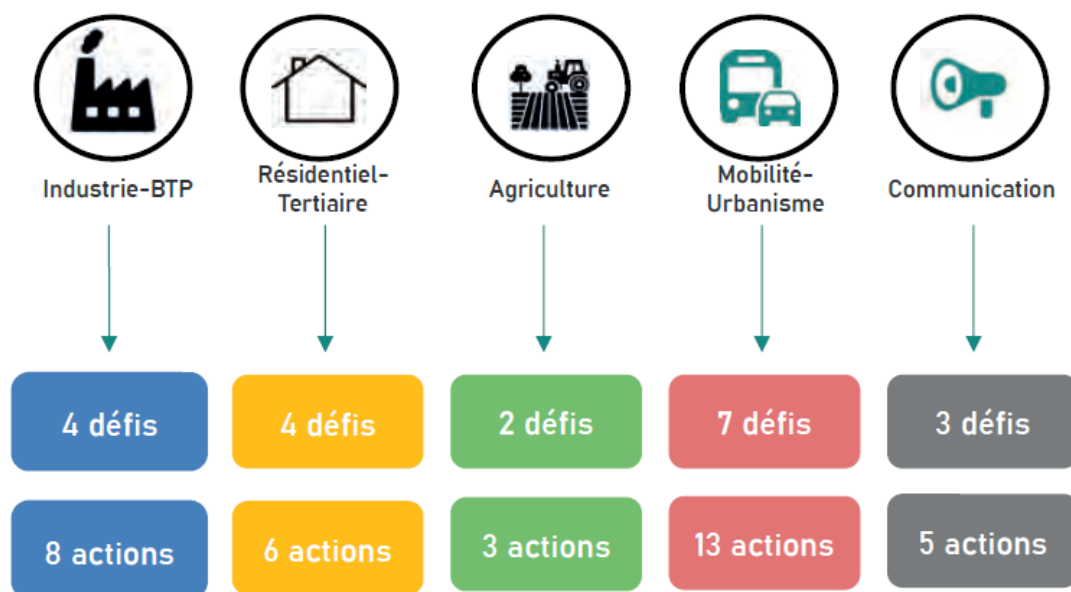 Industrie-BTP
Résidentiel-
Tertiaire
Agriculture
Mobilité-
Urbanisme
Communication
4 défis
4 défis
2 défis
7 défis
3 défis
8 actions
6 actions
3 actions
13 actions
5 actions